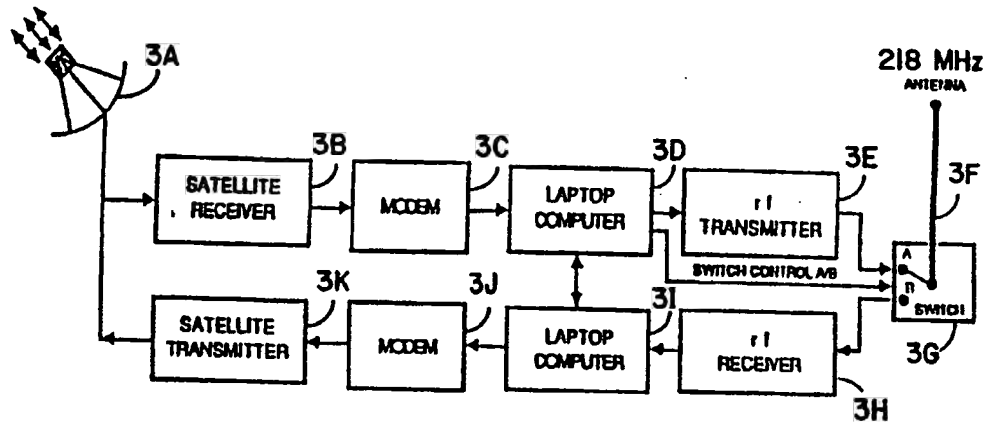 3A
218 MHz
ANTENNA
3B
3C
3D
3E
3F
SATELLITE
RECEIVER
MODEM
LAPTOP
COMPUTER
rf
TRANSMITTER
A
SWITCH CONTROL A/B
B
SWITCH
3K
3J
3I
3G
SATELLITE
TRANSMITTER
MODEM
LAPTOP
COMPUTER
rf
RECEIVER
3H